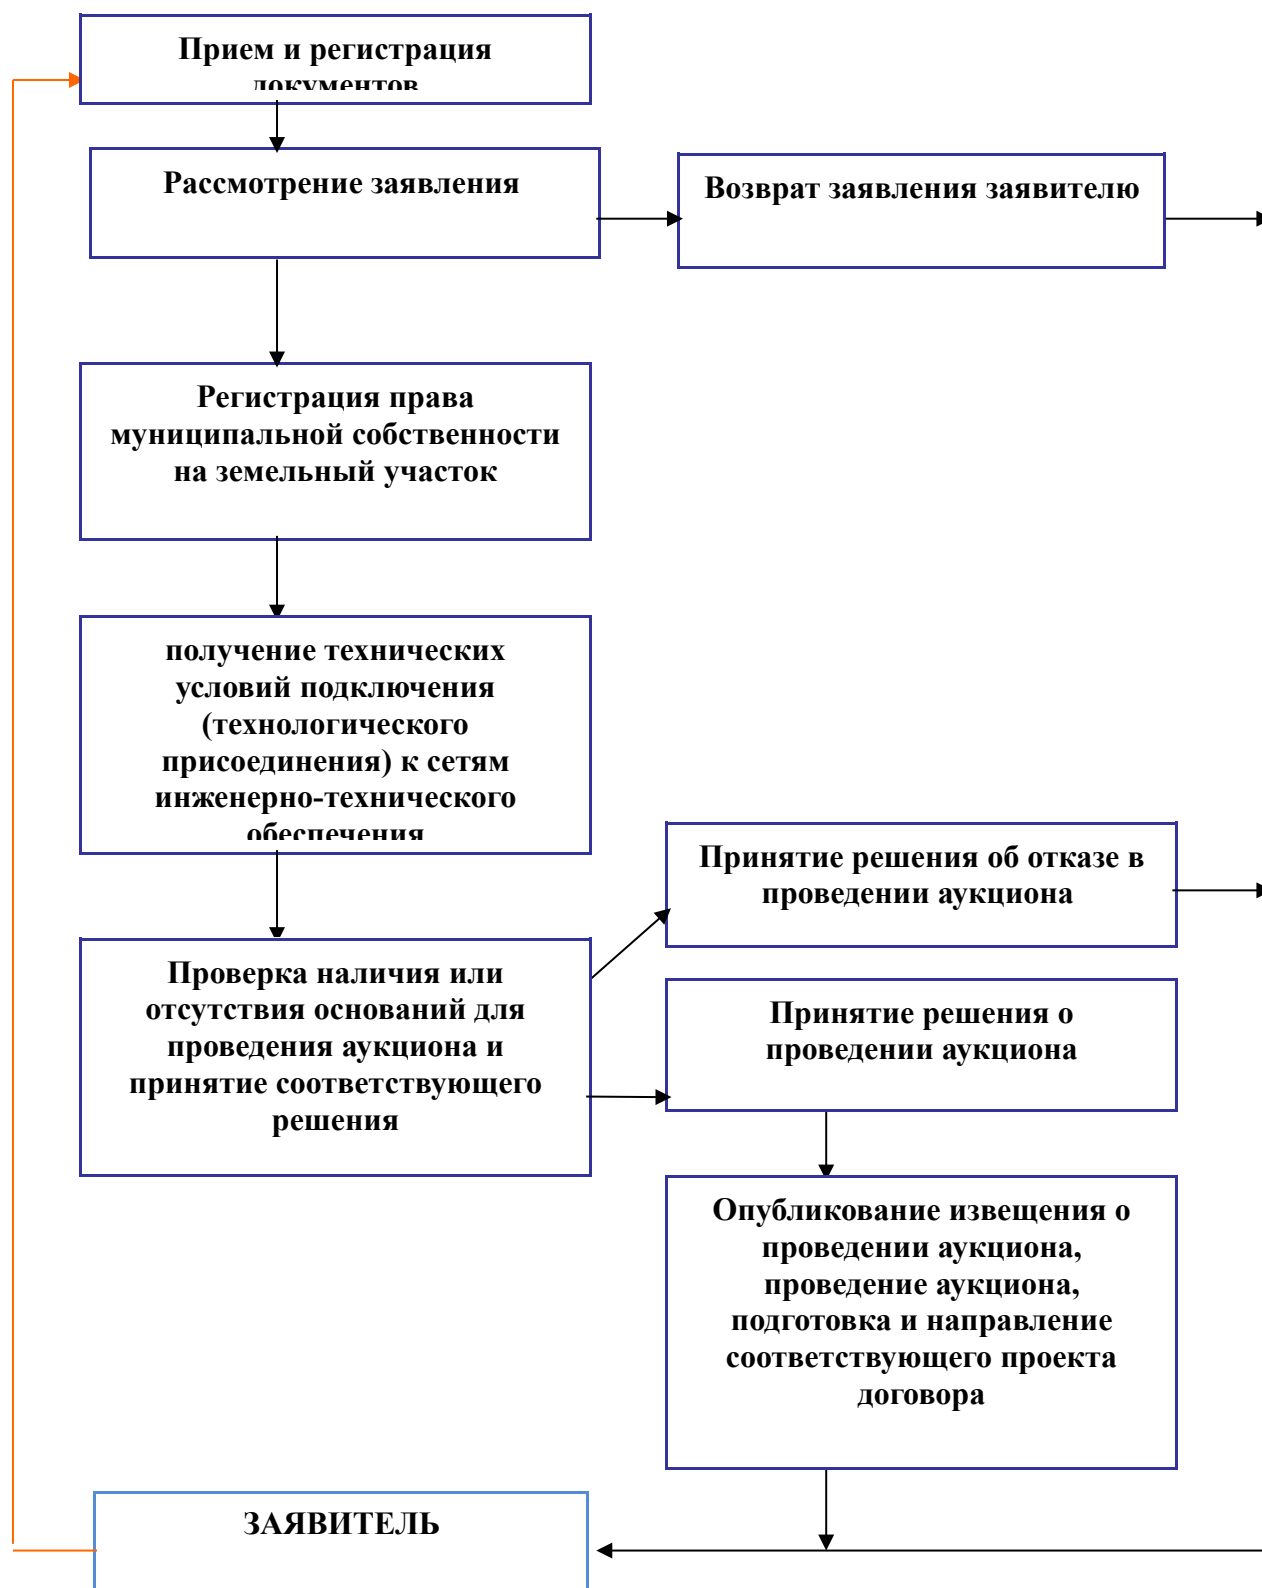 Прием и регистрация
документов
Рассмотрение заявления
Возврат заявления заявителю
Регистрация права
муниципальной собственности
на земельный участок
получение технических
условий подключения
(технологического
присоединения) к сетям
инженерно-технического
обеспечения
Принятие решения об отказе в
проведении аукциона
Проверка наличия или
отсутствия оснований для
проведения аукциона и
принятие соответствующего
решения
Принятие решения о
проведении аукциона
Опубликование извещения о
проведении аукциона,
проведение аукциона,
подготовка и направление
соответствующего проекта
договора
ЗАЯВИТЕЛЬ